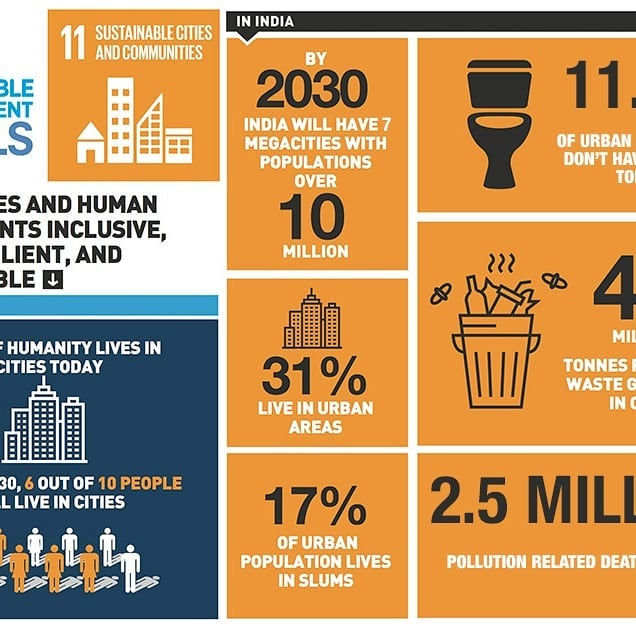 11 SUSTAINABLE CITIES
AND COMMUNITIES
BLE
ENT
LS
ES AND HUMAN
NTS INCLUSIVE,
LIENT, AND
BLE
F HUMANITY LIVES IN
CITIES TODAY
30, 6 OUT OF 10 PEOPLE
L LIVE IN CITIES
IN INDIA
BY
2030
INDIA WILL HAVE 7
MEGACITIES WITH
POPULATIONS
OVER
10
MILLION
31%
LIVE IN URBAN
AREAS
17%
OF URBAN
POPULATION LIVES
IN SLUMS
11.
OF URBAN
DON'T HAV
TO
4
MIL
TONNES
WASTE G
IN
2.5 MILL
POLLUTION RELATED DEAT